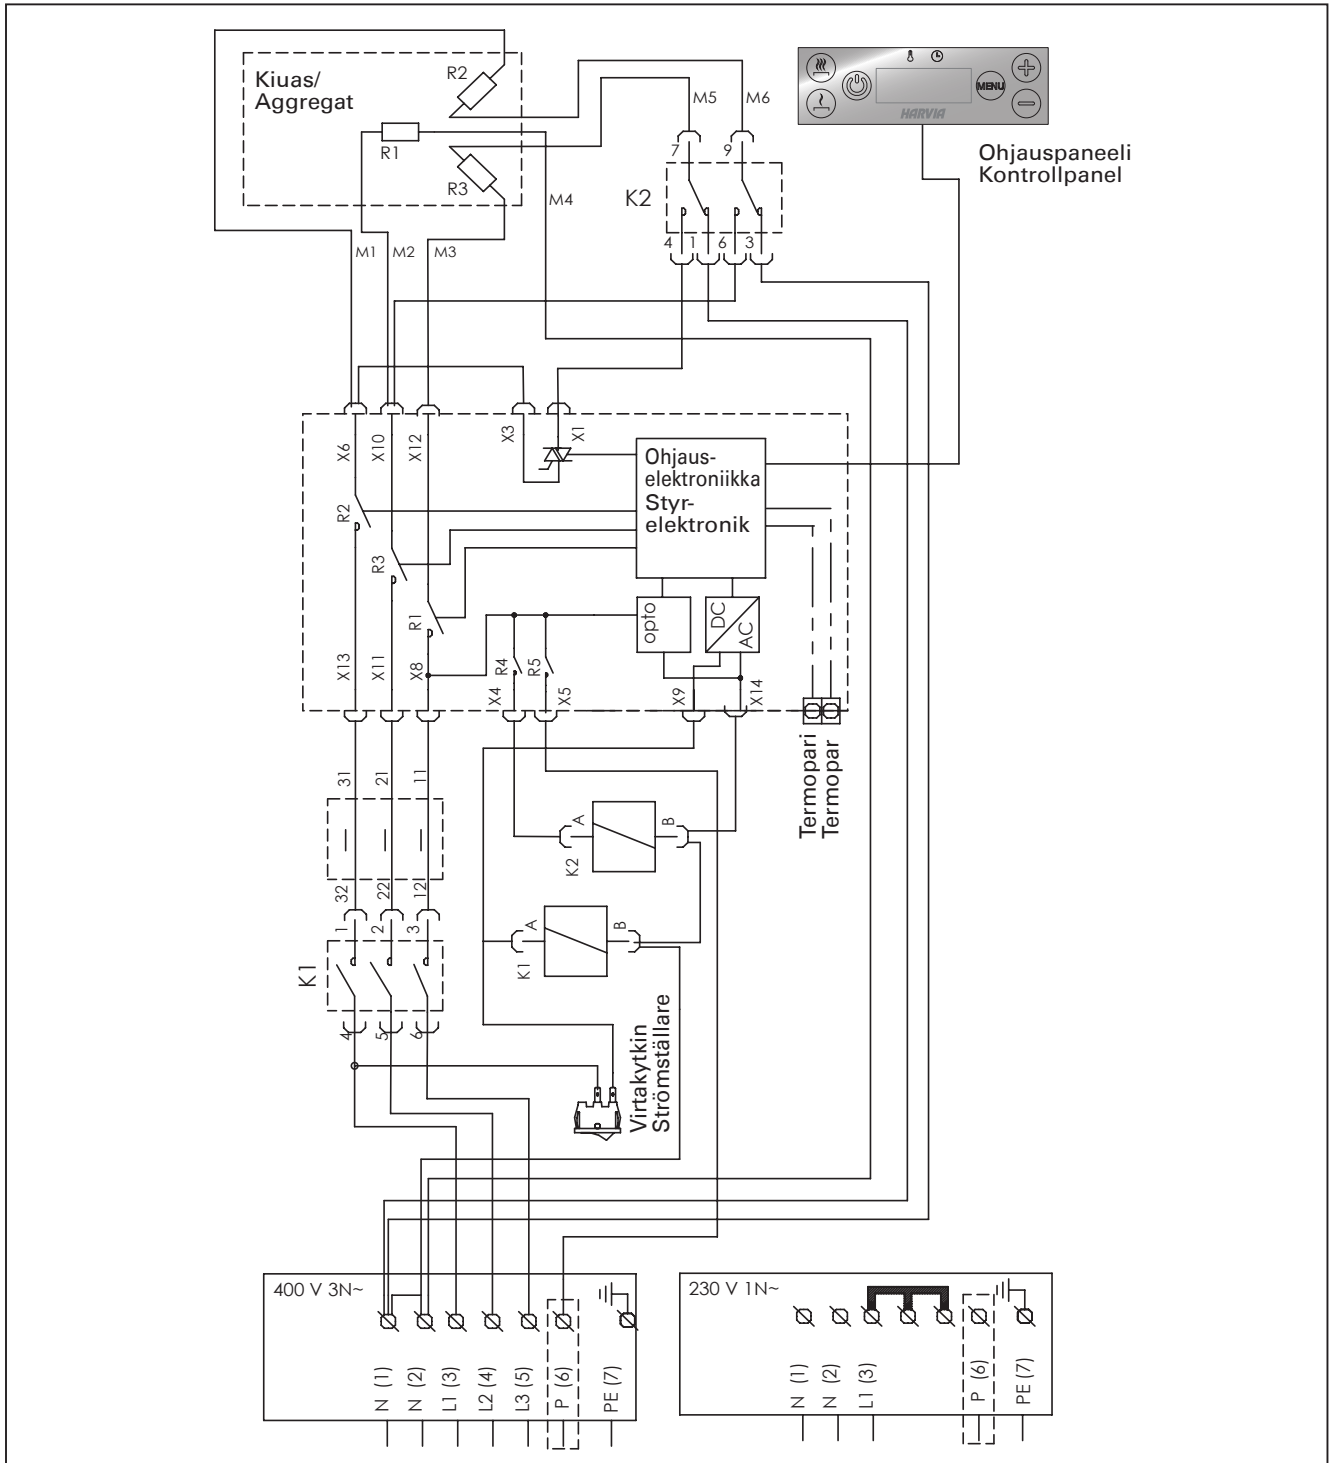 Kiuas/
Aggregat
R2
R1
R3
M5
M6
MENU
HARVIA
Ohjauspaneeli
Kontrollpanel
7
9
K2
4
1
6
3
M1
M2
M3
M4
X6
X10
X12
X3
X1
Ohjaus-
elektroniikka
Styr-
elektronik
R2
R3
R1
opto
DC
AC
X13
X11
X8
R4
R5
X4
X5
X9
X14
Termopari
Termopar
31
21
11
32
22
12
A
B
K2
1
2
3
K1
A
B
K1
4
5
6
Virtakytkin
Strömställare
400 V 3N~
N (1)
N (2)
L1 (3)
L2 (4)
L3 (5)
P (6)
PE (7)
230 V 1N~
N (1)
N (2)
L1 (3)
P (6)
PE (7)